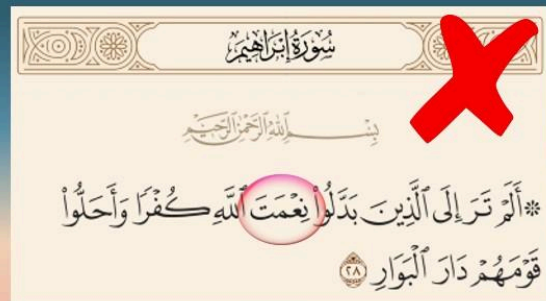 سُورَةُ إِبْرَاهِيم
بِسْمِ ٱللَّهِ ٱلرَّحْمَٰنِ ٱلرَّحِيمِ
۞أَلَمْ تَرَ إِلَى ٱلَّذِينَ بَدَّلُوا۟ نِعْمَتَ ٱللَّهِ كُفْرًا وَأَحَلُّوا۟
قَوْمَهُمْ دَارَ ٱلْبَوَارِ ٢٨